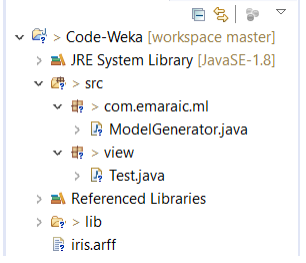 > Code-Weka [workspace master]
JRE System Library [JavaSE-1.8]
> src
> com.emaraic.ml
> ModelGenerator.java
> view
Test.java
Referenced Libraries
> lib
iris.arff